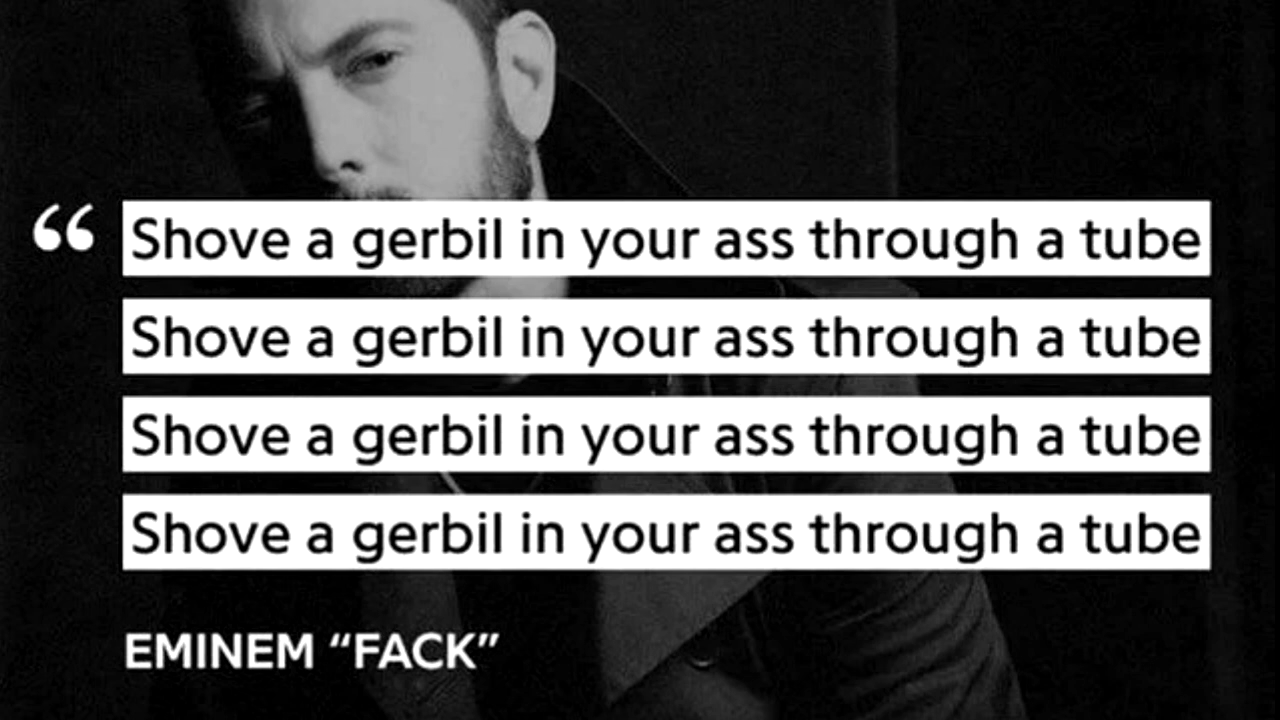 “ Shove a gerbil in your ass through a tube
Shove a gerbil in your ass through a tube
Shove a gerbil in your ass through a tube
Shove a gerbil in your ass through a tube
EMINEM “FACK”